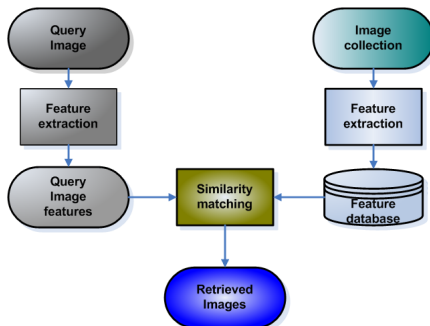 Query
Image
Image
collection
Feature
extraction
Feature
extraction
Query
Image
features
Similarity
matching
Feature
database
Retrieved
Images